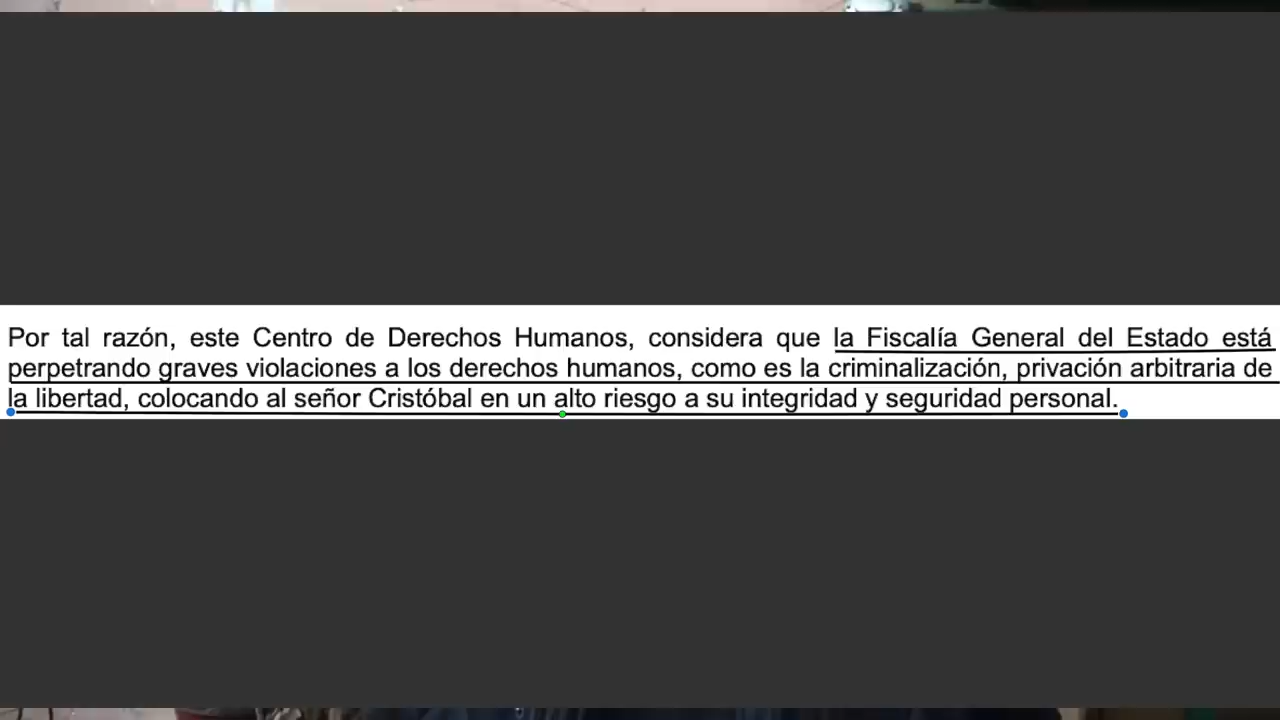 Por tal razón, este Centro de Derechos Humanos, considera que la Fiscalía General del Estado está
perpetrando graves violaciones a los derechos humanos, como es la criminalización, privación arbitraria de
la libertad, colocando al señor Cristóbal en un alto riesgo a su integridad y seguridad personal.